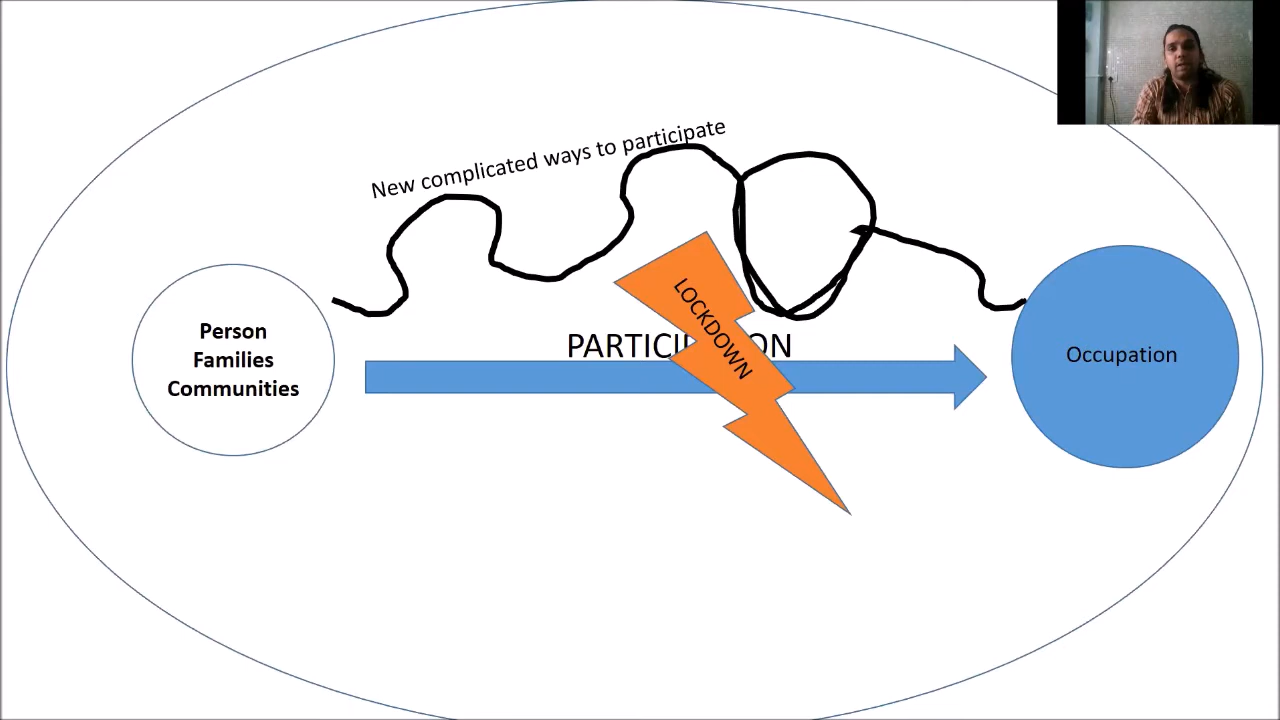 New complicated ways to participate
Person
Families
Communities
LOCKDOWN
Occupation